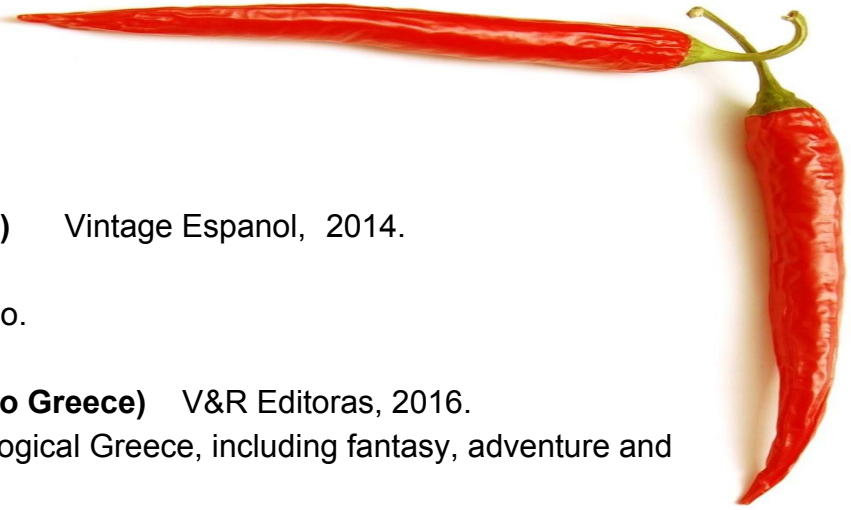 ) Vintage Espanol, 2014.
o.
o Greece) V&R Editoras, 2016.
ogical Greece, including fantasy, adventure and